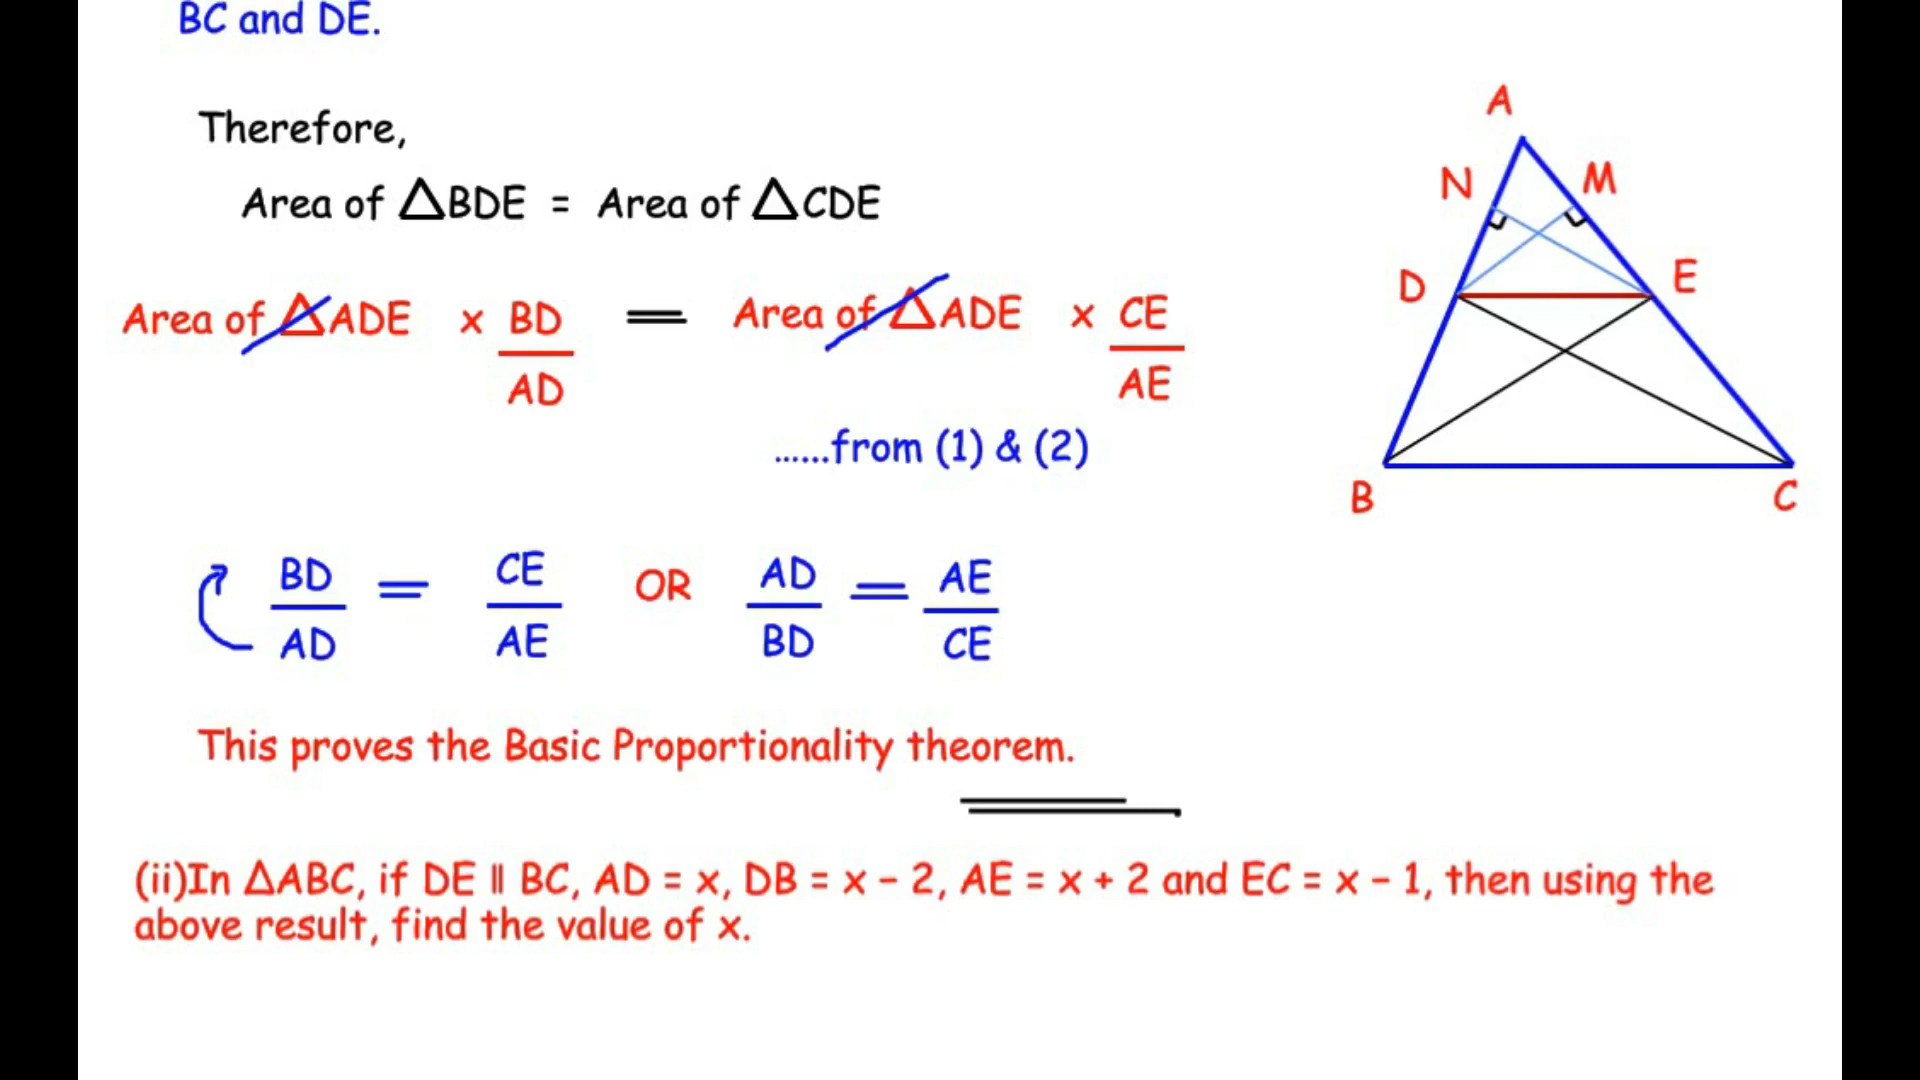 BC and DE.
Therefore,
Area of △BDE = Area of △CDE
Area of △ADE x BD = Area of △ADE x CE
AD AE
......from (1) & (2)
BD = CE OR AD = AE
AD AE BD CE
This proves the Basic Proportionality theorem.
(ii)In ΔABC, if DE ॥ BC, AD = x, DB = x – 2, AE = x + 2 and EC = x – 1, then using the
above result, find the value of x.
A
N M
D E
B C